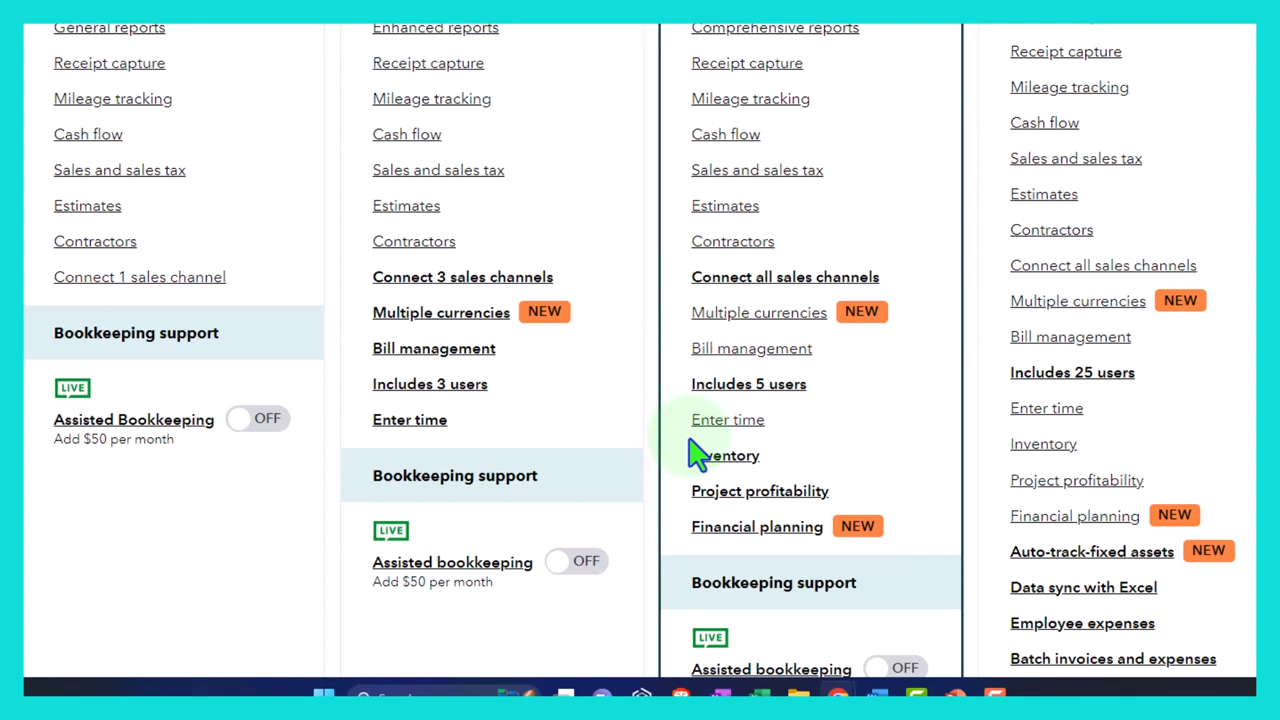 General reports
Receipt capture
Mileage tracking
Cash flow
Sales and sales tax
Estimates
Contractors
Connect 1 sales channel
Bookkeeping support
LIVE
Assisted Bookkeeping OFF
Add $50 per month
Enhanced reports
Receipt capture
Mileage tracking
Cash flow
Sales and sales tax
Estimates
Contractors
Connect 3 sales channels
Multiple currencies NEW
Bill management
Includes 3 users
Enter time
Bookkeeping support
LIVE
Assisted bookkeeping OFF
Add $50 per month
Comprehensive reports
Receipt capture
Mileage tracking
Cash flow
Sales and sales tax
Estimates
Contractors
Connect all sales channels
Multiple currencies NEW
Bill management
Includes 5 users
Enter time
Inventory
Project profitability
Financial planning NEW
Bookkeeping support
LIVE
Assisted bookkeeping OFF
Receipt capture
Mileage tracking
Cash flow
Sales and sales tax
Estimates
Contractors
Connect all sales channels
Multiple currencies NEW
Bill management
Includes 25 users
Enter time
Inventory
Project profitability
Financial planning NEW
Auto-track-fixed assets NEW
Data sync with Excel
Employee expenses
Batch invoices and expenses